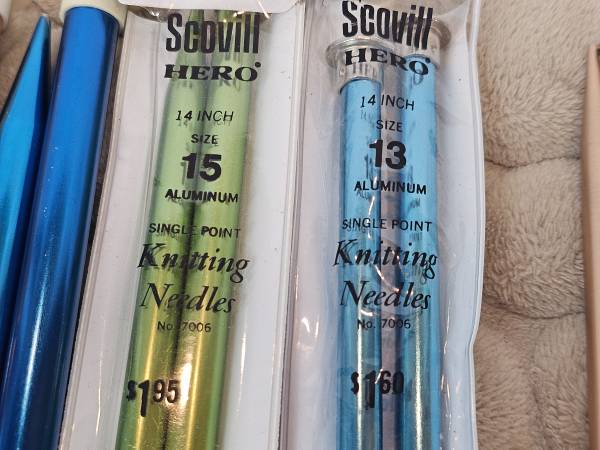 Scovill
HERO®
14 INCH
SIZE
15
ALUMINUM
SINGLE POINT
Knitting
Needles
No. 7006
$1.95
Scovill
HERO®
14 INCH
SIZE
13
ALUMINUM
SINGLE POINT
Knitting
Needles
No. 7006
$1.60